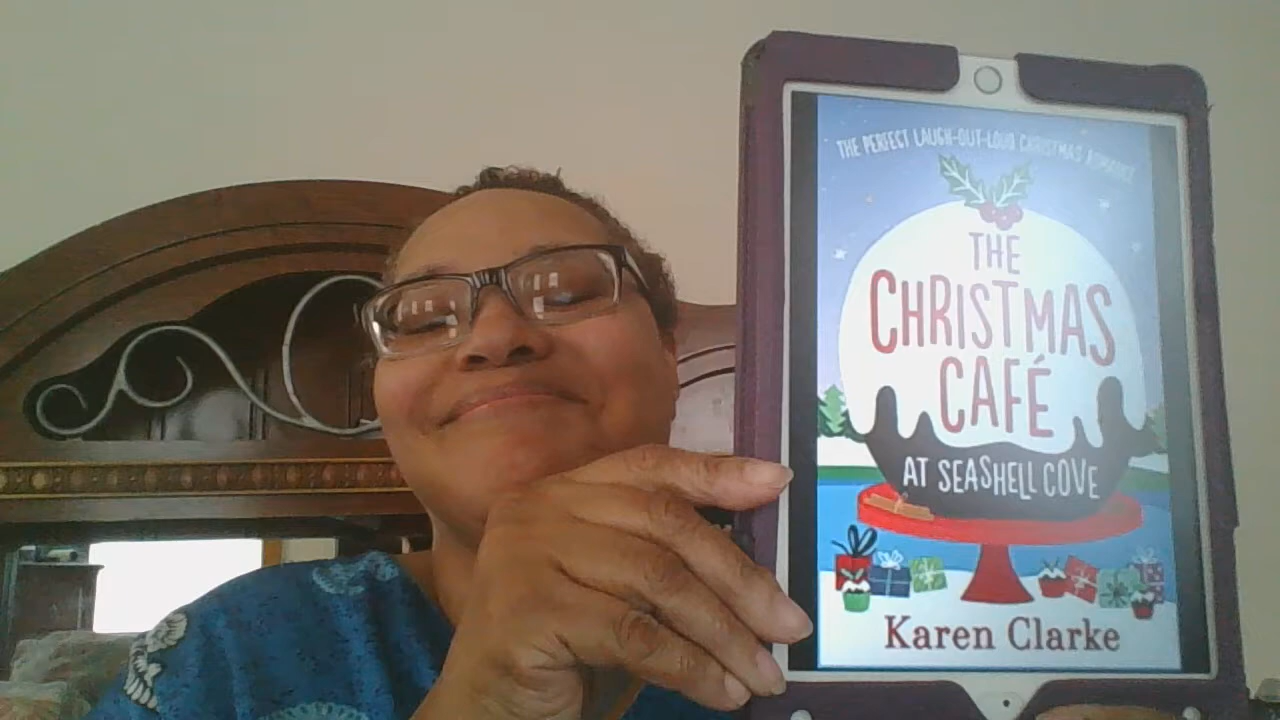 THE PERFECT LAUGH-OUT-LOUD CHRISTMAS ROMANCE
THE
CHRISTMAS
CAFÉ
AT SEASHELL COVE
Karen Clarke